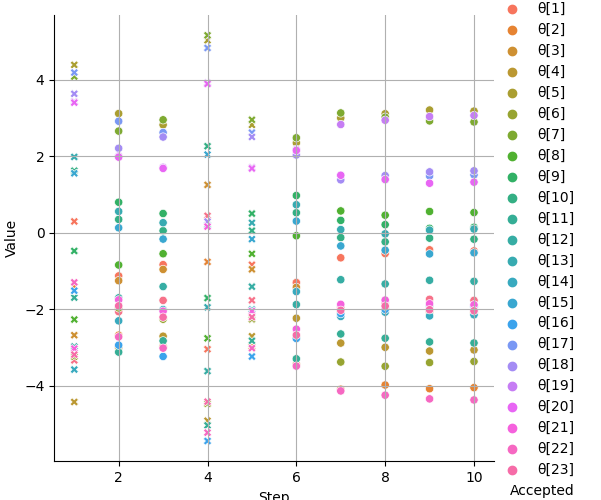 4
2
0
−2
−4
Value
2
4
6
8
10
Step
θ[1]
θ[2]
θ[3]
θ[4]
θ[5]
θ[6]
θ[7]
θ[8]
θ[9]
θ[10]
θ[11]
θ[12]
θ[13]
θ[14]
θ[15]
θ[16]
θ[17]
θ[18]
θ[19]
θ[20]
θ[21]
θ[22]
θ[23]
Accepted